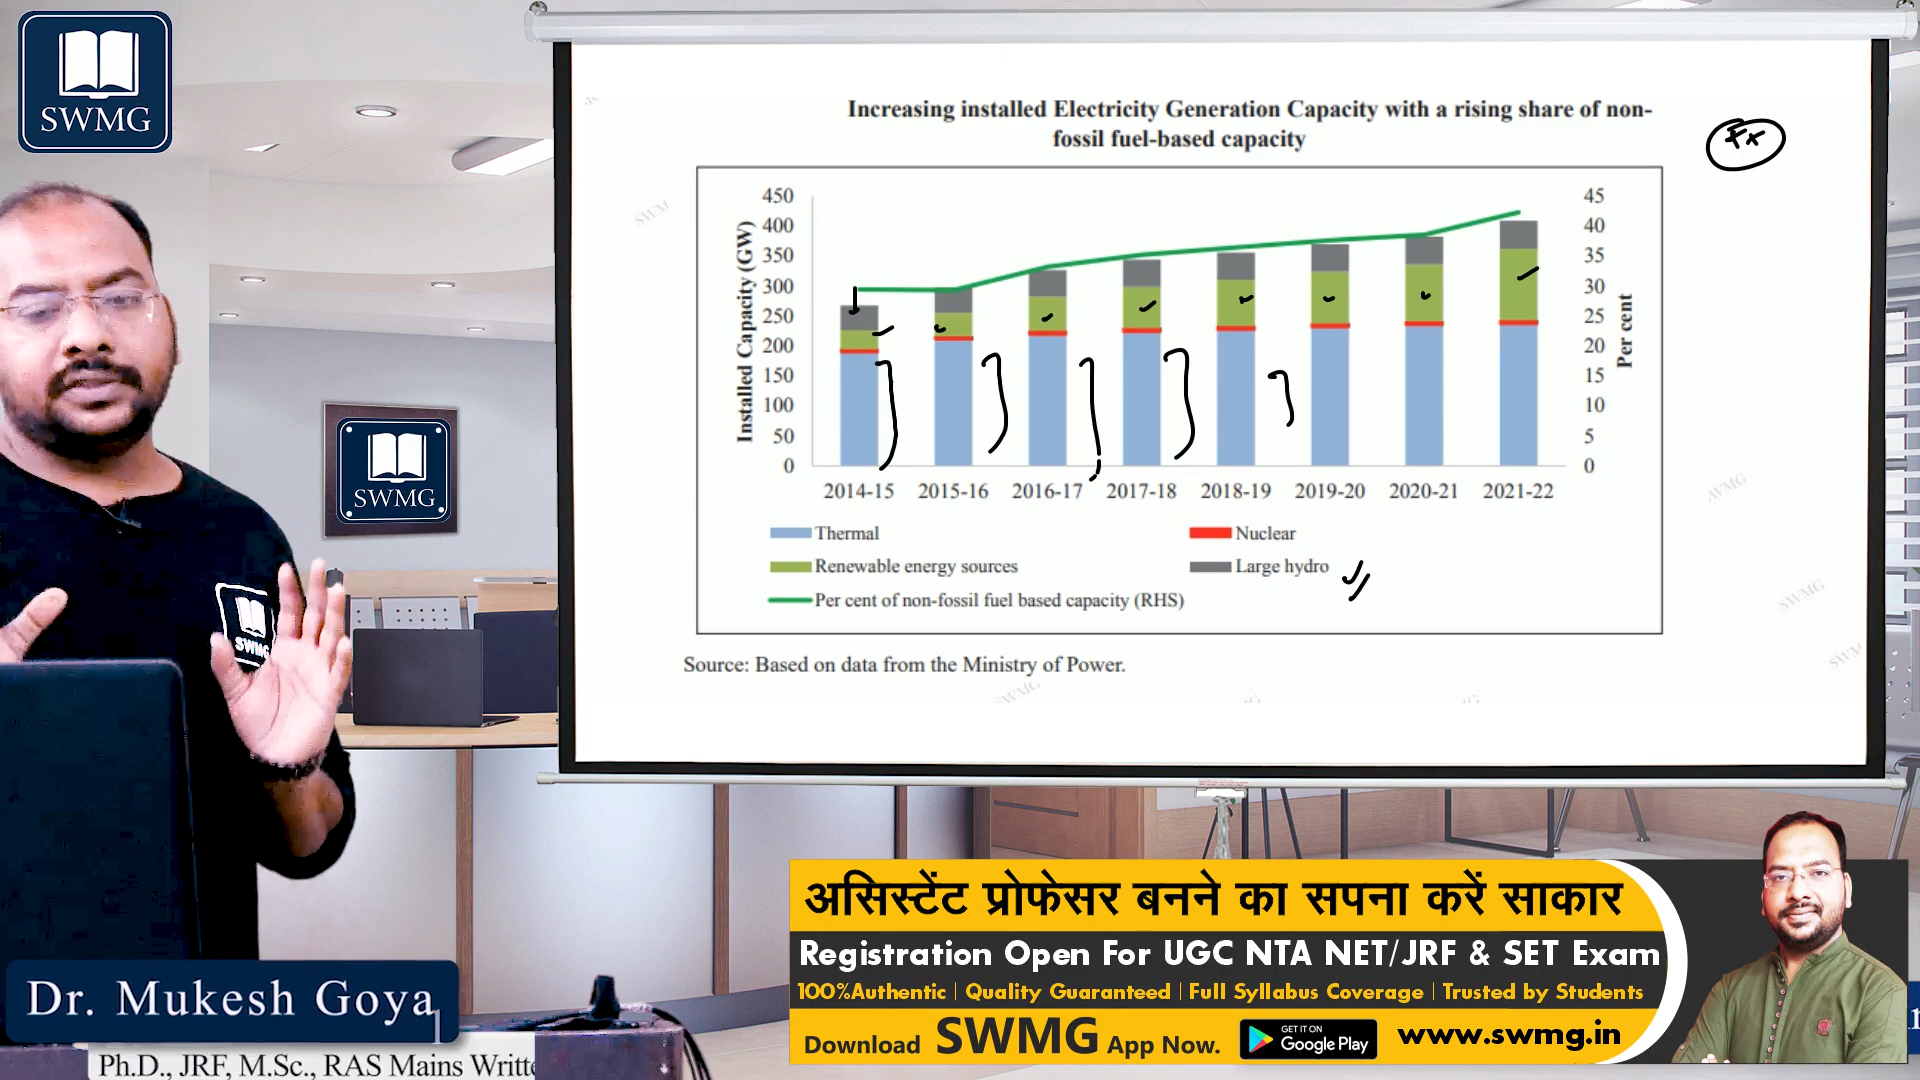 SWMG
Increasing installed Electricity Generation Capacity with a rising share of non-
fossil fuel-based capacity
450
400
350
300
250
200
150
100
50
0
Installed Capacity (GW)
45
40
35
30
25
20
15
10
5
0
Per cent
2014-15 2015-16 2016-17 2017-18 2018-19 2019-20 2020-21 2021-22
Thermal Nuclear
Renewable energy sources Large hydro
Per cent of non-fossil fuel based capacity (RHS)
Source: Based on data from the Ministry of Power.
SWMG
SWMG
Dr. Mukesh Goya
Ph.D., JRF, M.Sc., RAS Mains Writte
असिस्टेंट प्रोफेसर बनने का सपना करें साकार
Registration Open For UGC NTA NET/JRF & SET Exam
100%Authentic | Quality Guaranteed | Full Syllabus Coverage | Trusted by Students
Download SWMG App Now. GET IT ON Google Play www.swmg.in